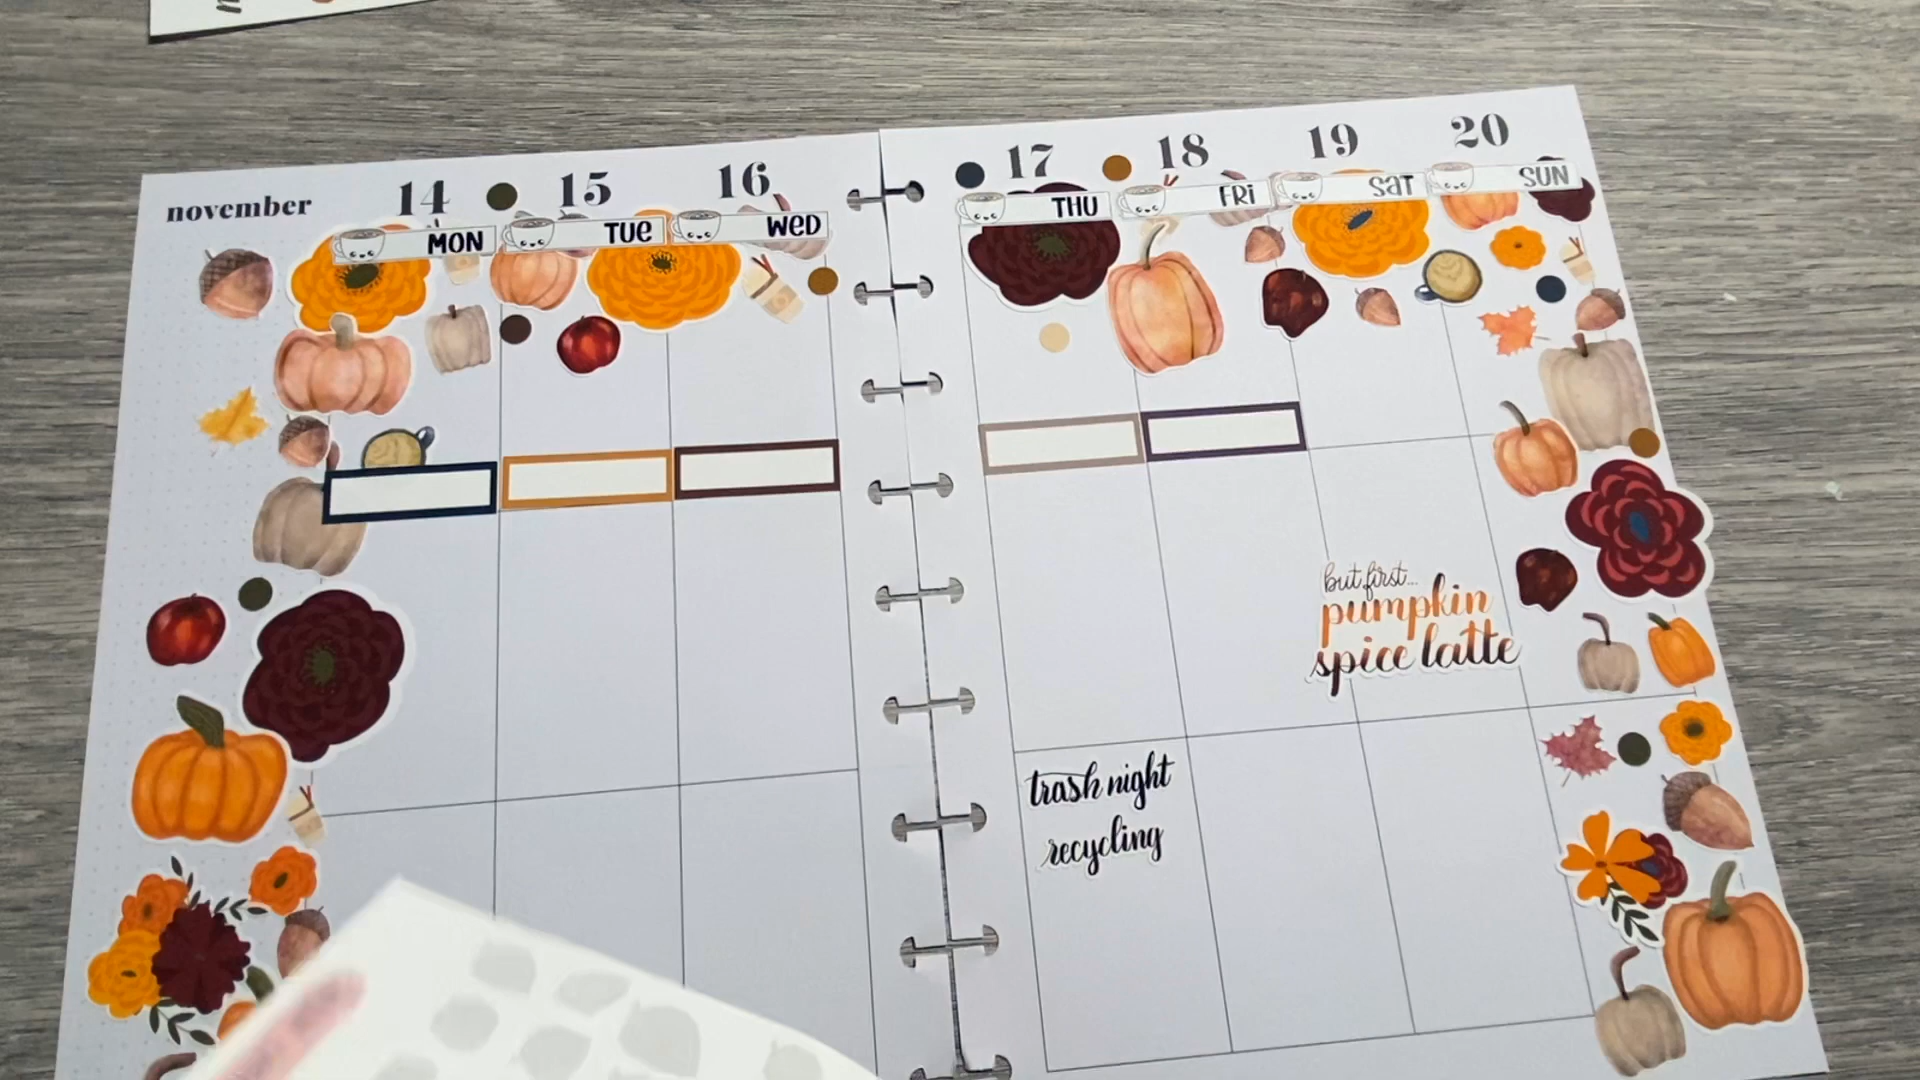 november
14 15 16
17 18 19 20
MON TUE WED
THU FRI SAT SUN
but first...
pumpkin
spice latte
trash night
recycling